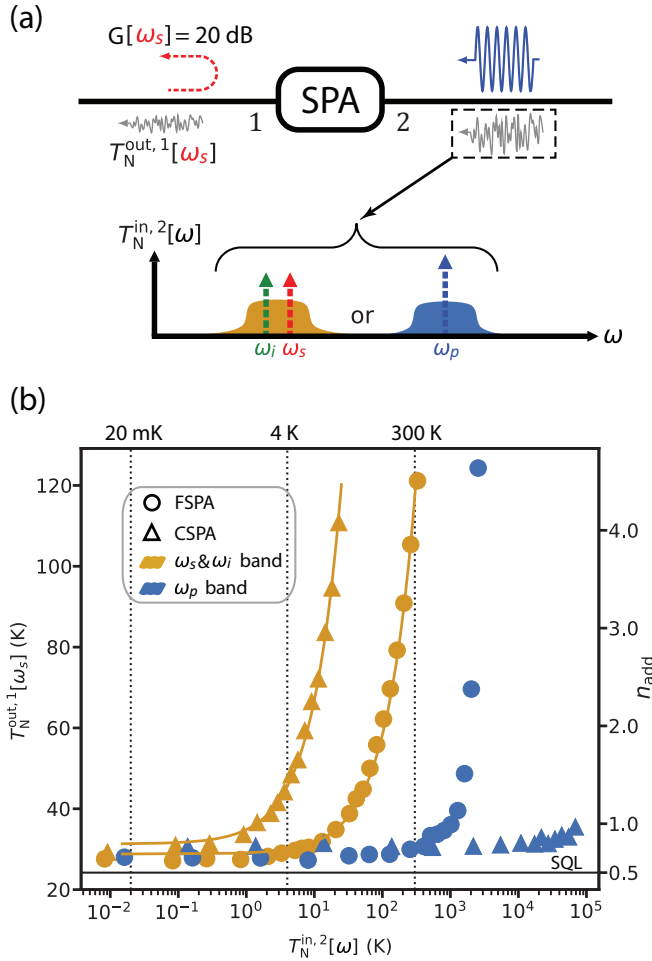 (a)
G[ωs] = 20 dB
SPA
1
2
T_N^out, 1[ωs]
T_N^in, 2[ω]
or
ω
ωi
ωs
ωp
(b)
20 mK
4 K
300 K
FSPA
CSPA
ωs&ωi band
ωp band
120
100
80
60
40
20
T_N^out, 1[ωs] (K)
4.0
3.0
2.0
1.0
0.5
n_add
SQL
10^−2 10^−1 10^0 10^1 10^2 10^3 10^4 10^5
T_N^in, 2[ω] (K)